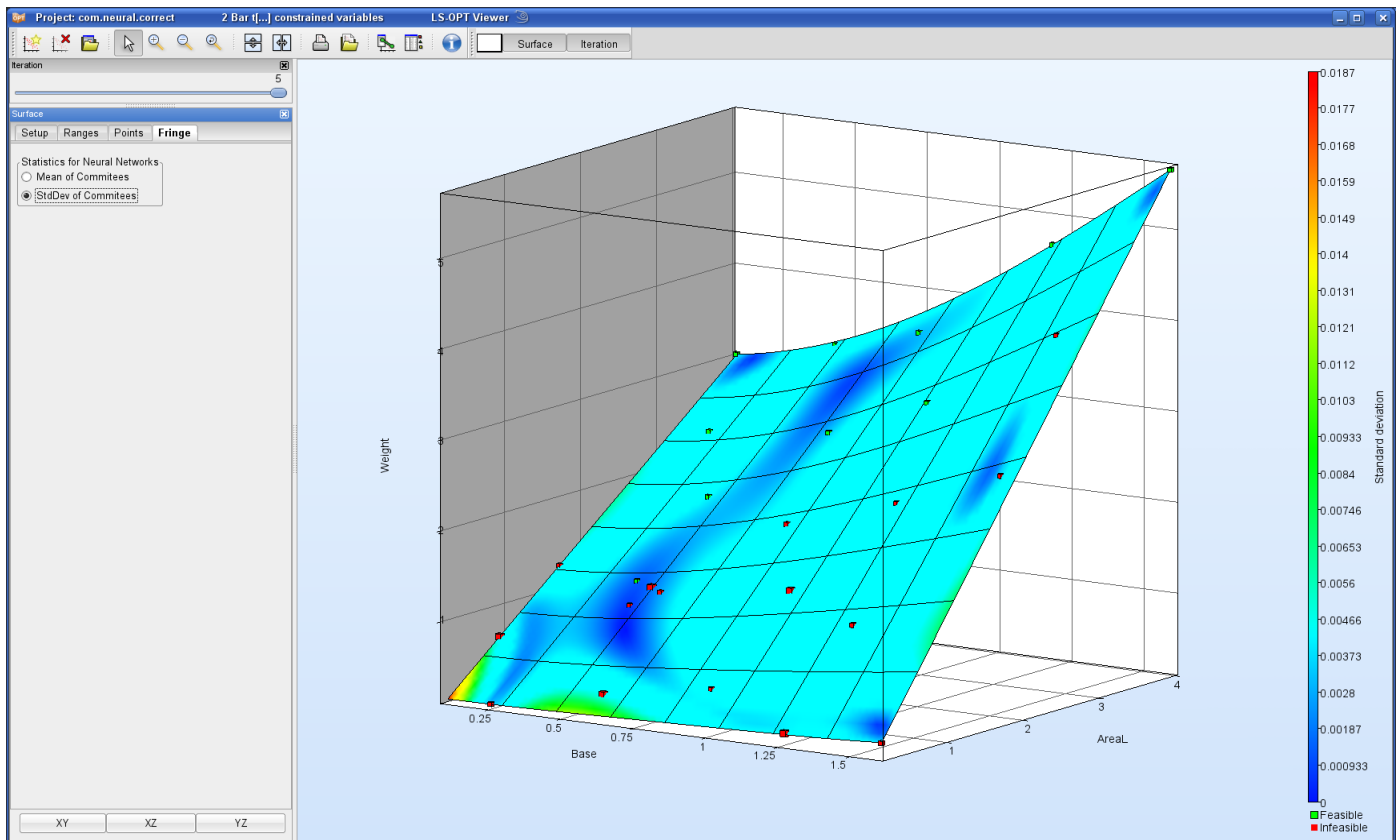 Project: com.neural.correct 2 Bar t[...] constrained variables LS-OPT Viewer
Surface Iteration
Iteration
5
Surface
Setup Ranges Points Fringe
Statistics for Neural Networks
Mean of Commitees
StdDev of Commitees
XY XZ YZ
Weight
5
4
3
2
1
0.25
0.5
0.75
1
1.25
1.5
Base
1
2
3
4
AreaL
0.0187
0.0177
0.0168
0.0159
0.0149
0.014
0.0131
0.0121
0.0112
0.0103
0.00933
0.0084
0.00746
0.00653
0.0056
0.00466
0.00373
0.0028
0.00187
0.000933
0
Standard deviation
Feasible
Infeasible